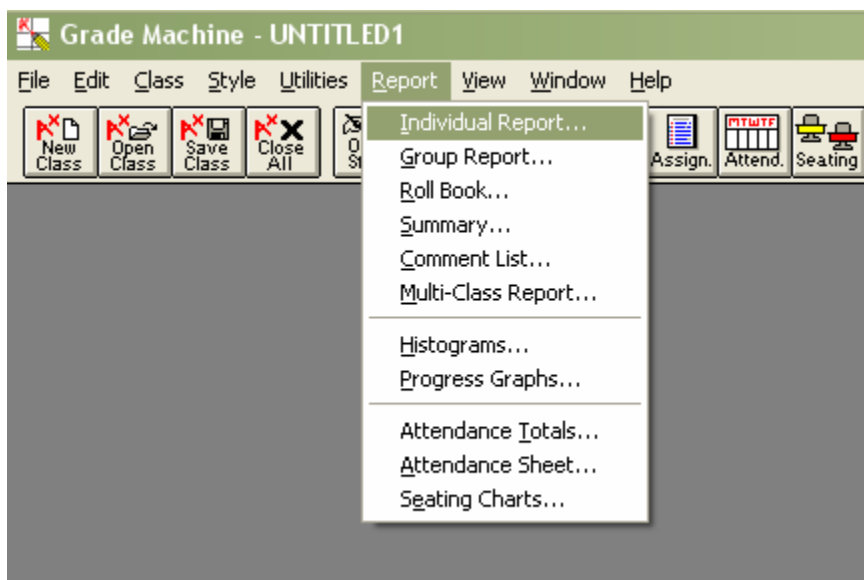 Grade Machine - UNTITLED1
File Edit Class Style Utilities Report View Window Help
New Class
Open Class
Save Class
Close All
Assign.
MTWTF
Attend.
Seating
Individual Report...
Group Report...
Roll Book...
Summary...
Comment List...
Multi-Class Report...
Histograms...
Progress Graphs...
Attendance Totals...
Attendance Sheet...
Seating Charts...